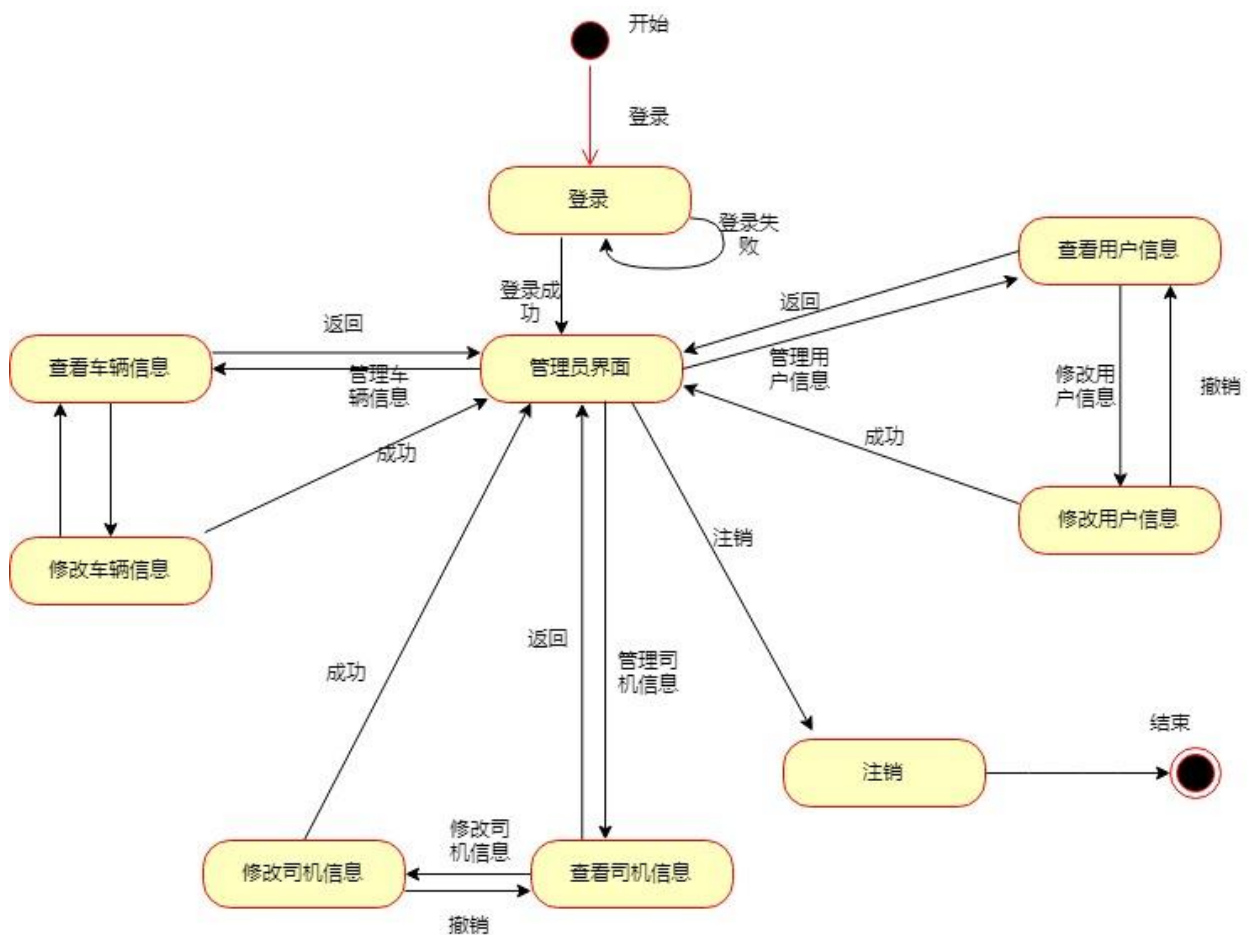 开始
登录
登录
登录失
败
查看用户信息
登录成
功
返回
返回
查看车辆信息
管理员界面
管理车
辆信息
管理用
户信息
修改用
户信息
撤销
成功
成功
修改用户信息
修改车辆信息
注销
返回
管理司
机信息
成功
结束
注销
修改司
机信息
修改司机信息
查看司机信息
撤销